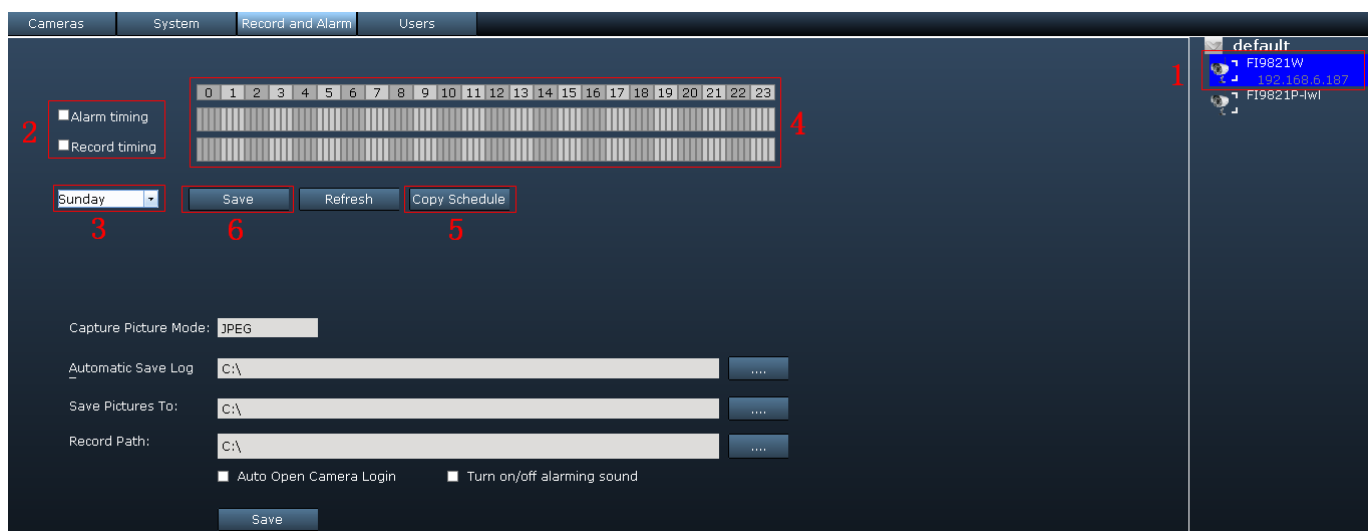 Cameras System Record and Alarm Users
default
1 FI9821W
192.168.6.187
FI9821P-lwl
0 1 2 3 4 5 6 7 8 9 10 11 12 13 14 15 16 17 18 19 20 21 22 23
Alarm timing
2 4
Record timing
Sunday Save Refresh Copy Schedule
3 6 5
Capture Picture Mode: JPEG
Automatic Save Log C:\ ....
Save Pictures To: C:\ ....
Record Path: C:\ ....
Auto Open Camera Login Turn on/off alarming sound
Save